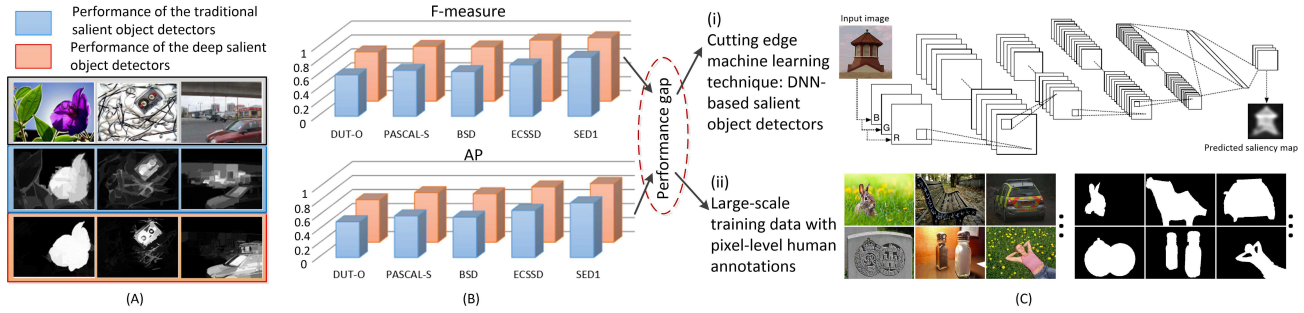 Performance of the traditional
salient object detectors
Performance of the deep salient
object detectors
(A)
F-measure
1
0.8
0.6
0.4
0.2
0
DUT-O PASCAL-S BSD ECSSD SED1
AP
1
0.8
0.6
0.4
0.2
0
DUT-O PASCAL-S BSD ECSSD SED1
(B)
Performance gap
(i)
Cutting edge
machine learning
technique: DNN-
based salient
object detectors
(ii)
Large-scale
training data with
pixel-level human
annotations
Input image
B
G
R
Predicted saliency map
(C)